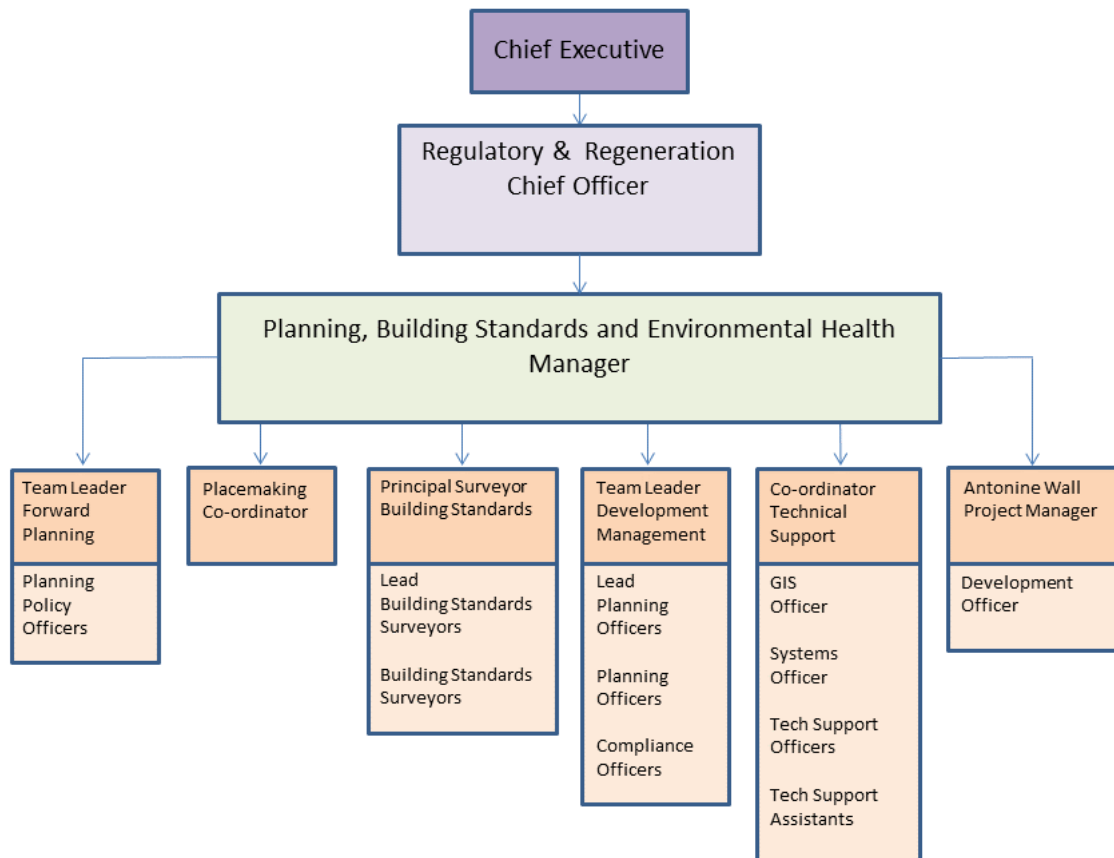 Chief Executive
Regulatory & Regeneration
Chief Officer
Planning, Building Standards and Environmental Health
Manager
Team Leader
Forward
Planning
Planning
Policy
Officers
Placemaking
Co-ordinator
Principal Surveyor
Building Standards
Lead
Building Standards
Surveyors
Building Standards
Surveyors
Team Leader
Development
Management
Lead
Planning
Officers
Planning
Officers
Compliance
Officers
Co-ordinator
Technical
Support
GIS
Officer
Systems
Officer
Tech Support
Officers
Tech Support
Assistants
Antonine Wall
Project Manager
Development
Officer